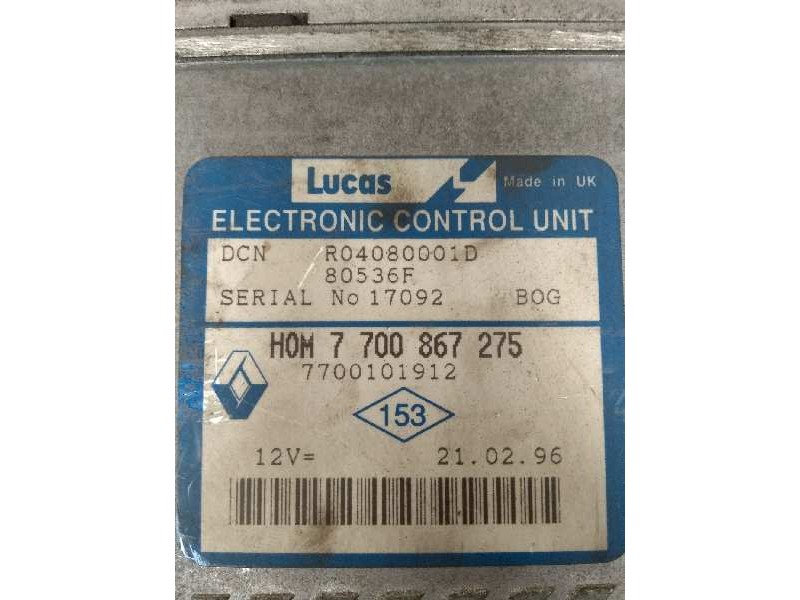 Lucas
Made in UK
ELECTRONIC CONTROL UNIT
DCN R04080001D
80536F
SERIAL No 17092 BOG
HOM 7 700 867 275
7700101912
153
12V= 21.02.96